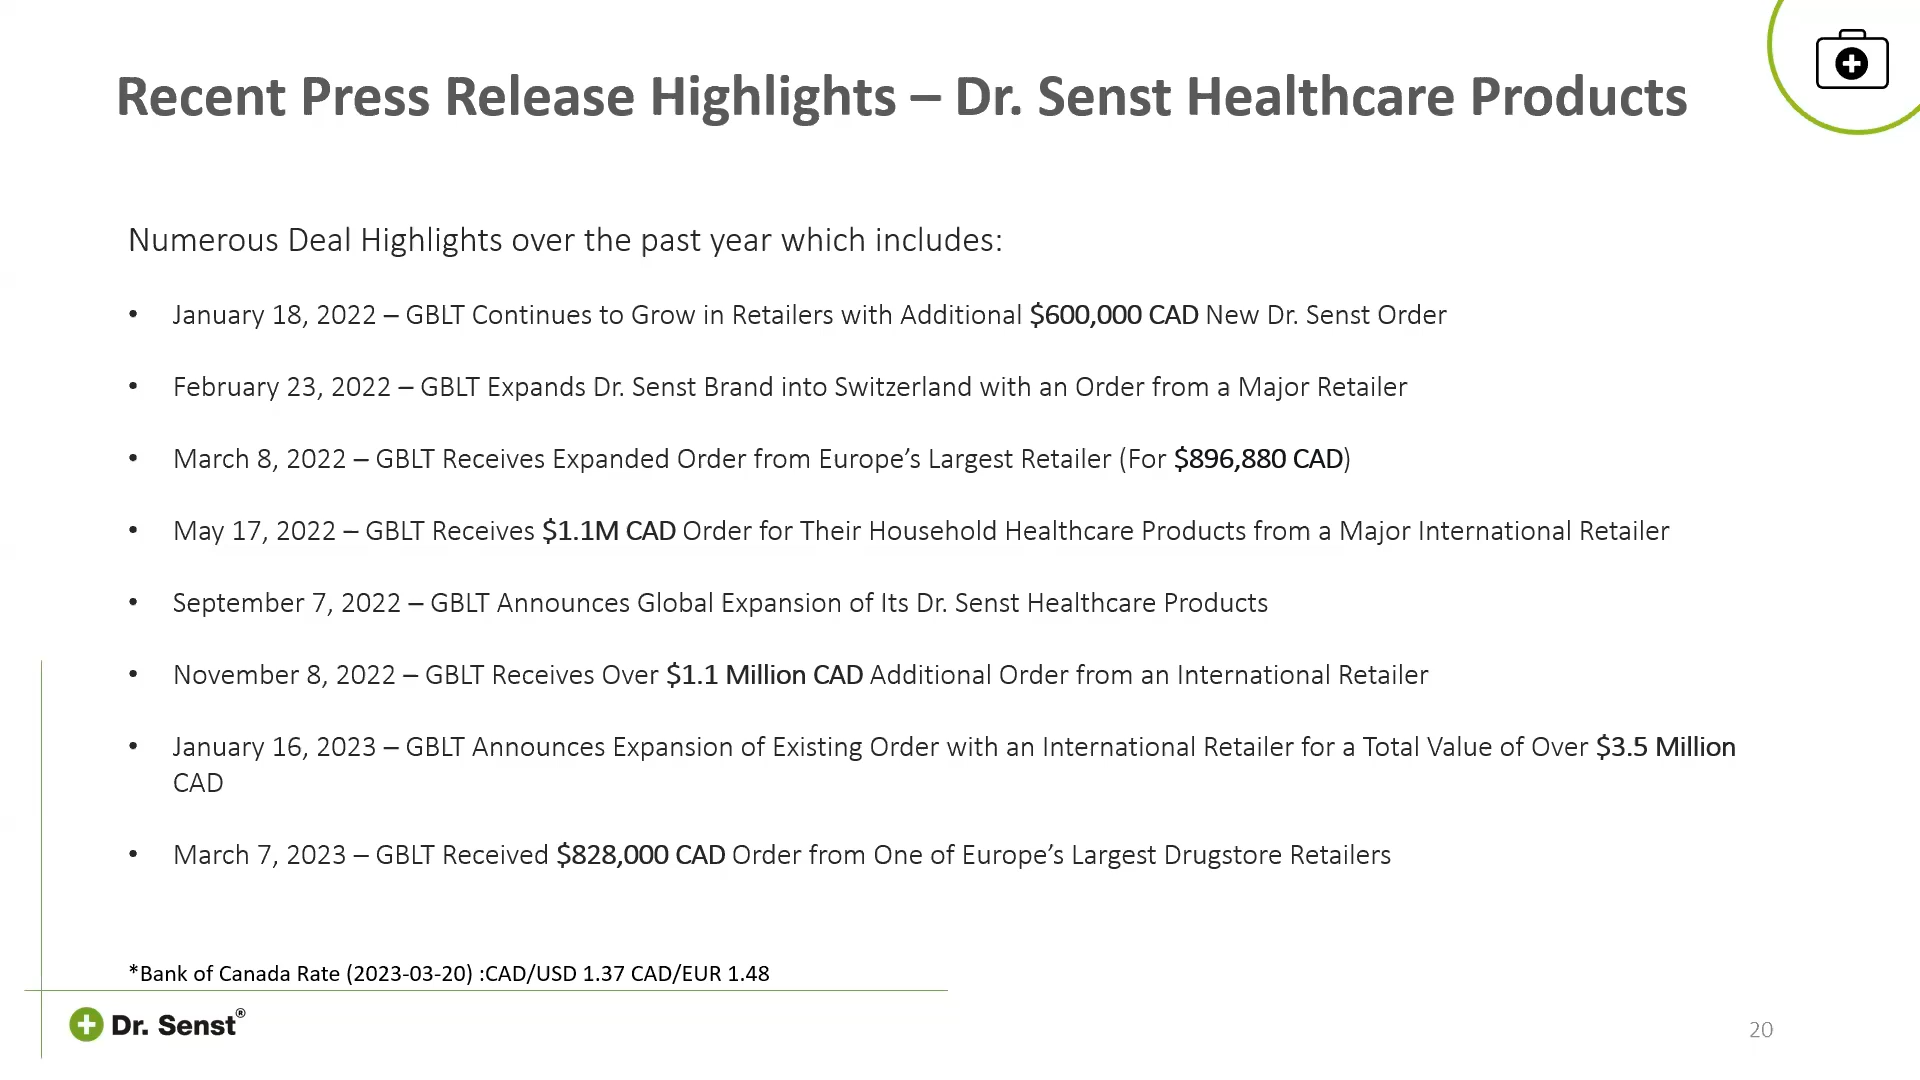 Recent Press Release Highlights – Dr. Senst Healthcare Products
Numerous Deal Highlights over the past year which includes:
• January 18, 2022 – GBLT Continues to Grow in Retailers with Additional $600,000 CAD New Dr. Senst Order
• February 23, 2022 – GBLT Expands Dr. Senst Brand into Switzerland with an Order from a Major Retailer
• March 8, 2022 – GBLT Receives Expanded Order from Europe’s Largest Retailer (For $896,880 CAD)
• May 17, 2022 – GBLT Receives $1.1M CAD Order for Their Household Healthcare Products from a Major International Retailer
• September 7, 2022 – GBLT Announces Global Expansion of Its Dr. Senst Healthcare Products
• November 8, 2022 – GBLT Receives Over $1.1 Million CAD Additional Order from an International Retailer
• January 16, 2023 – GBLT Announces Expansion of Existing Order with an International Retailer for a Total Value of Over $3.5 Million
CAD
• March 7, 2023 – GBLT Received $828,000 CAD Order from One of Europe’s Largest Drugstore Retailers
*Bank of Canada Rate (2023-03-20) :CAD/USD 1.37 CAD/EUR 1.48
Dr. Senst®
20